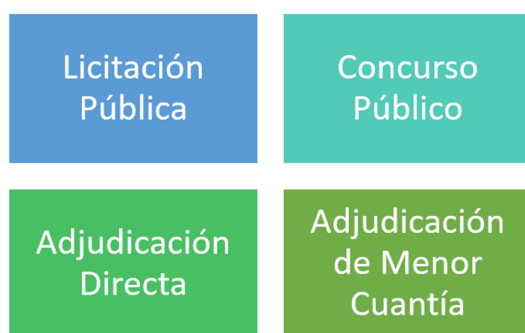 Licitación
Pública
Concurso
Público
Adjudicación
Directa
Adjudicación
de Menor
Cuantía